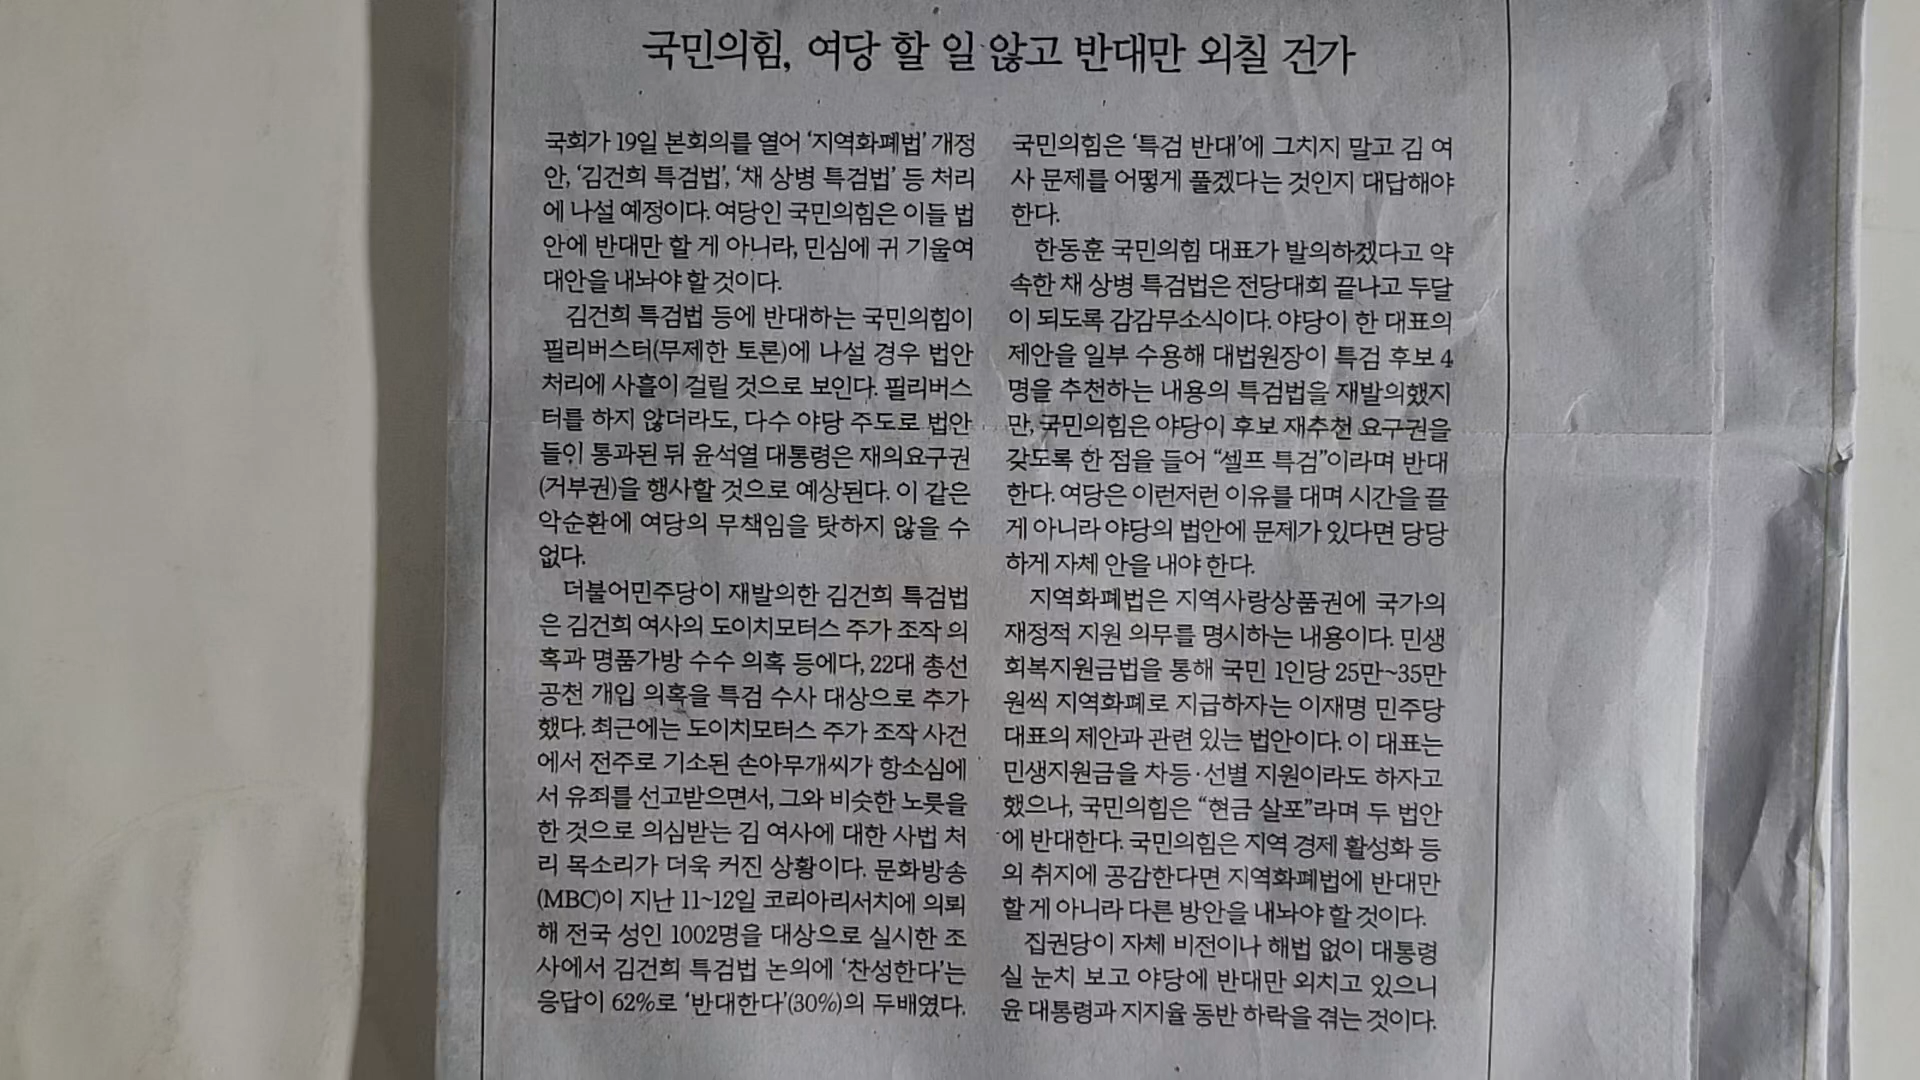 국민의힘, 여당 할 일 않고 반대만 외칠 건가
국회가 19일 본회의를 열어 ‘지역화폐법’ 개정
안, ‘김건희 특검법’, ‘채 상병 특검법’ 등 처리
에 나설 예정이다. 여당인 국민의힘은 이들 법
안에 반대만 할 게 아니라, 민심에 귀 기울여
대안을 내놔야 할 것이다.
김건희 특검법 등에 반대하는 국민의힘이
필리버스터(무제한 토론)에 나설 경우 법안
처리에 사흘이 걸릴 것으로 보인다. 필리버스
터를 하지 않더라도, 다수 야당 주도로 법안
들이 통과된 뒤 윤석열 대통령은 재의요구권
(거부권)을 행사할 것으로 예상된다. 이 같은
악순환에 여당의 무책임을 탓하지 않을 수
없다.
더불어민주당이 재발의한 김건희 특검법
은 김건희 여사의 도이치모터스 주가 조작 의
혹과 명품가방 수수 의혹 등에다, 22대 총선
공천 개입 의혹을 특검 수사 대상으로 추가
했다. 최근에는 도이치모터스 주가 조작 사건
에서 전주로 기소된 손아무개씨가 항소심에
서 유죄를 선고받으면서, 그와 비슷한 노릇을
한 것으로 의심받는 김 여사에 대한 사법 처
리 목소리가 더욱 커진 상황이다. 문화방송
(MBC)이 지난 11~12일 코리아리서치에 의뢰
해 전국 성인 1002명을 대상으로 실시한 조
사에서 김건희 특검법 논의에 ‘찬성한다’는
응답이 62%로 ‘반대한다’(30%)의 두배였다.
국민의힘은 ‘특검 반대’에 그치지 말고 김 여
사 문제를 어떻게 풀겠다는 것인지 대답해야
한다.
한동훈 국민의힘 대표가 발의하겠다고 약
속한 채 상병 특검법은 전당대회 끝나고 두달
이 되도록 감감무소식이다. 야당이 한 대표의
제안을 일부 수용해 대법원장이 특검 후보 4
명을 추천하는 내용의 특검법을 재발의했지
만, 국민의힘은 야당이 후보 재추천 요구권을
갖도록 한 점을 들어 “셀프 특검”이라며 반대
한다. 여당은 이런저런 이유를 대며 시간을 끌
게 아니라 야당의 법안에 문제가 있다면 당당
하게 자체 안을 내야 한다.
지역화폐법은 지역사랑상품권에 국가의
재정적 지원 의무를 명시하는 내용이다. 민생
회복지원금법을 통해 국민 1인당 25만~35만
원씩 지역화폐로 지급하자는 이재명 민주당
대표의 제안과 관련 있는 법안이다. 이 대표는
민생지원금을 차등·선별 지원이라도 하자고
했으나, 국민의힘은 “현금 살포”라며 두 법안
에 반대한다. 국민의힘은 지역 경제 활성화 등
의 취지에 공감한다면 지역화폐법에 반대만
할 게 아니라 다른 방안을 내놔야 할 것이다.
집권당이 자체 비전이나 해법 없이 대통령
실 눈치 보고 야당에 반대만 외치고 있으니
윤 대통령과 지지율 동반 하락을 겪는 것이다.